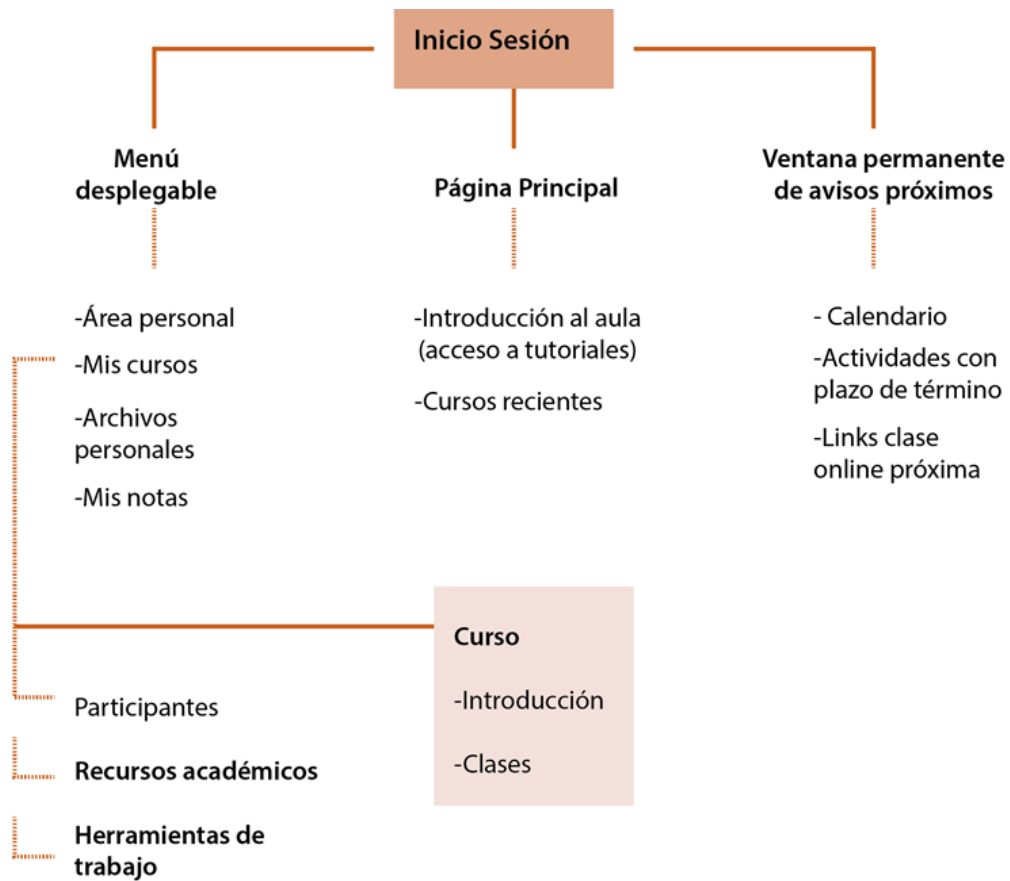 Inicio Sesión
Menú
desplegable
Página Principal
Ventana permanente
de avisos próximos
-Área personal
-Mis cursos
-Archivos
personales
-Mis notas
-Introducción al aula
(acceso a tutoriales)
-Cursos recientes
- Calendario
-Actividades con
plazo de término
-Links clase
online próxima
Curso
-Introducción
-Clases
Participantes
Recursos académicos
Herramientas de
trabajo